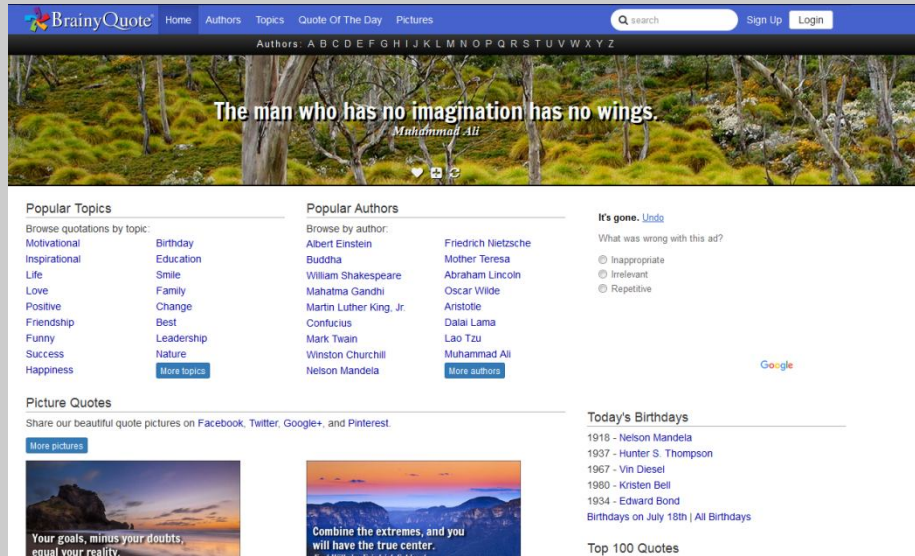 BrainyQuote® Home Authors Topics Quote Of The Day Pictures search Sign Up Login
Authors: A B C D E F G H I J K L M N O P Q R S T U V W X Y Z
The man who has no imagination has no wings.
Muhammad Ali
Popular Topics
Browse quotations by topic:
Motivational Birthday
Inspirational Education
Life Smile
Love Family
Positive Change
Friendship Best
Funny Leadership
Success Nature
Happiness More topics
Popular Authors
Browse by author:
Albert Einstein Friedrich Nietzsche
Buddha Mother Teresa
William Shakespeare Abraham Lincoln
Mahatma Gandhi Oscar Wilde
Martin Luther King, Jr. Aristotle
Confucius Dalai Lama
Mark Twain Lao Tzu
Winston Churchill Muhammad Ali
Nelson Mandela More authors
It's gone. Undo
What was wrong with this ad?
Inappropriate
Irrelevant
Repetitive
Google
Picture Quotes
Share our beautiful quote pictures on Facebook, Twitter, Google+, and Pinterest.
More pictures
Your goals, minus your doubts,
equal your reality.
Combine the extremes, and you
will have the true center.
Today's Birthdays
1918 - Nelson Mandela
1937 - Hunter S. Thompson
1967 - Vin Diesel
1980 - Kristen Bell
1934 - Edward Bond
Birthdays on July 18th | All Birthdays
Top 100 Quotes